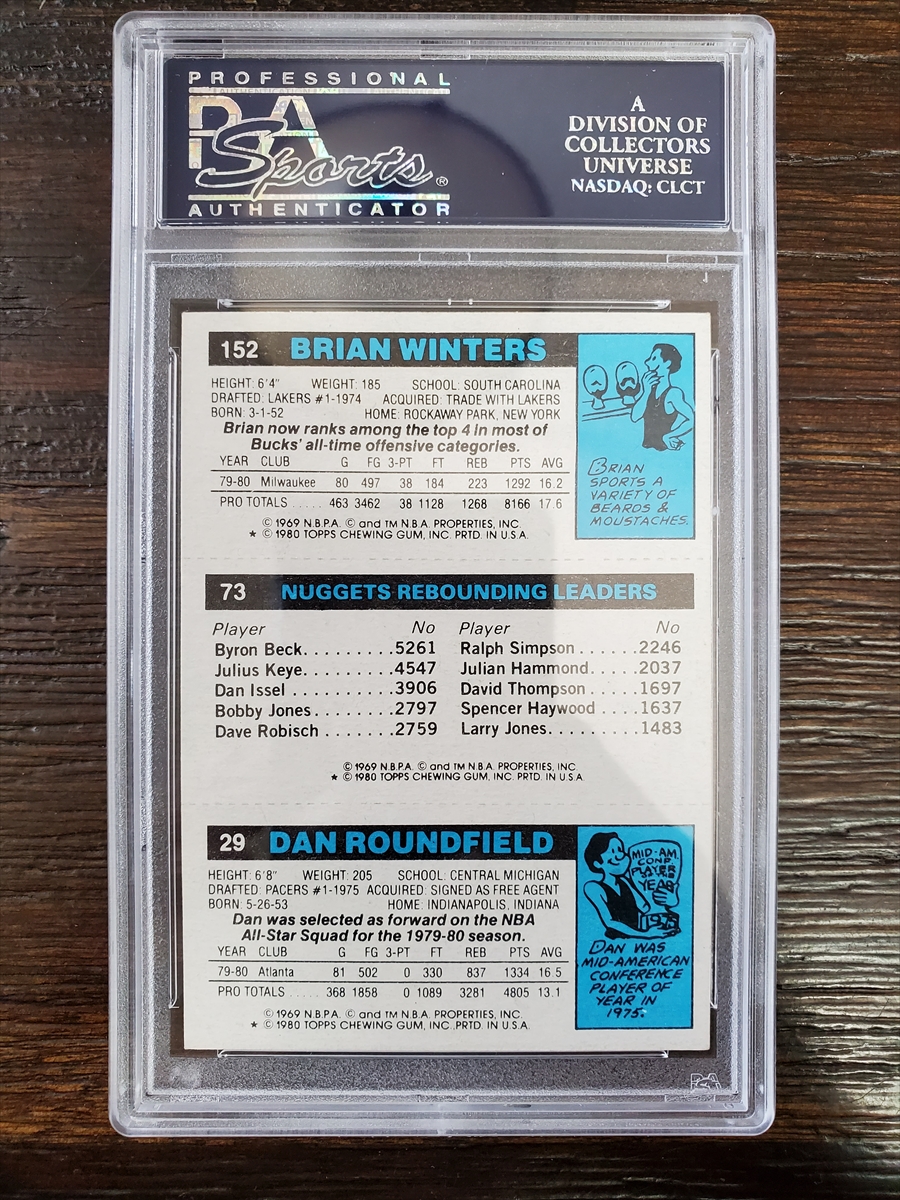 PROFESSIONAL
PSA
Sports®
AUTHENTICATOR
A
DIVISION OF
COLLECTORS
UNIVERSE
NASDAQ: CLCT
152 BRIAN WINTERS
HEIGHT: 6'4" WEIGHT: 185 SCHOOL: SOUTH CAROLINA
DRAFTED: LAKERS #1-1974 ACQUIRED: TRADE WITH LAKERS
BORN: 3-1-52 HOME: ROCKAWAY PARK, NEW YORK
Brian now ranks among the top 4 in most of
Bucks' all-time offensive categories.
YEAR CLUB G FG 3-PT FT REB PTS AVG
79-80 Milwaukee 80 497 38 184 223 1292 16.2
PRO TOTALS ..... 463 3462 38 1128 1268 8166 17.6
© 1969 N.B.P.A. © and TM N.B.A. PROPERTIES, INC.
★ © 1980 TOPPS CHEWING GUM, INC. PRTD. IN U.S.A.
BRIAN
SPORTS A
VARIETY OF
BEARDS &
MOUSTACHES.
73 NUGGETS REBOUNDING LEADERS
Player No Player No
Byron Beck.........5261 Ralph Simpson.......2246
Julius Keye.........4547 Julian Hammond.....2037
Dan Issel..........3906 David Thompson.....1697
Bobby Jones........2797 Spencer Haywood....1637
Dave Robisch.......2759 Larry Jones.........1483
© 1969 N.B.P.A. © and TM N.B.A. PROPERTIES, INC.
★ © 1980 TOPPS CHEWING GUM, INC. PRTD. IN U.S.A.
29 DAN ROUNDFIELD
HEIGHT: 6'8" WEIGHT: 205 SCHOOL: CENTRAL MICHIGAN
DRAFTED: PACERS #1-1975 ACQUIRED: SIGNED AS FREE AGENT
BORN: 5-26-53 HOME: INDIANAPOLIS, INDIANA
Dan was selected as forward on the NBA
All-Star Squad for the 1979-80 season.
YEAR CLUB G FG 3-PT FT REB PTS AVG
79-80 Atlanta 81 502 0 330 837 1334 16.5
PRO TOTALS ..... 368 1858 0 1089 3281 4805 13.1
© 1969 N.B.P.A. © and TM N.B.A. PROPERTIES, INC.
★ © 1980 TOPPS CHEWING GUM, INC. PRTD. IN U.S.A.
MID-AM.
CONF.
PLAYER
OF THE
YEAR
1975
DAN WAS
MID-AMERICAN
CONFERENCE
PLAYER OF
YEAR IN
1975.
PSA